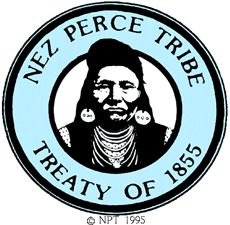 NEZ PERCE TRIBE
TREATY OF 1855
© NPT 1995